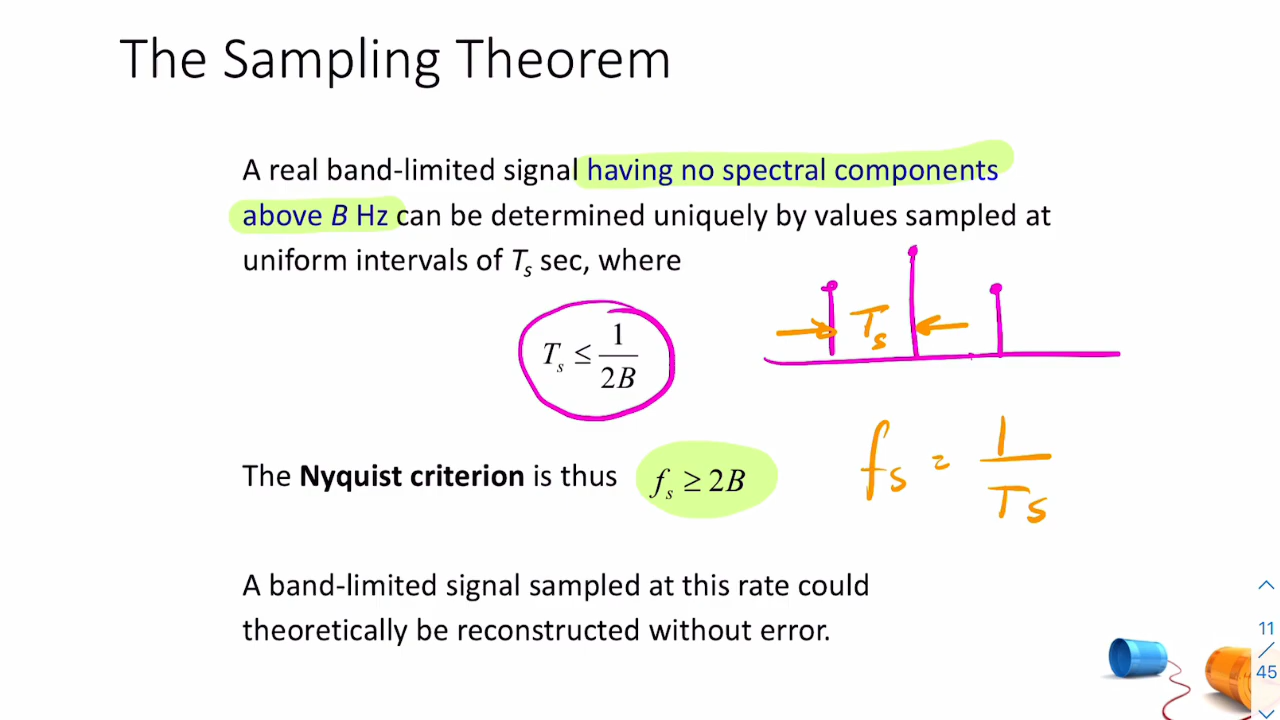 The Sampling Theorem
A real band-limited signal having no spectral components
above B Hz can be determined uniquely by values sampled at
uniform intervals of Tₛ sec, where
Tₛ ≤ 1/2B
Tₛ
The Nyquist criterion is thus fₛ ≥ 2B
fₛ = 1/Tₛ
A band-limited signal sampled at this rate could
theoretically be reconstructed without error.
11
/
45